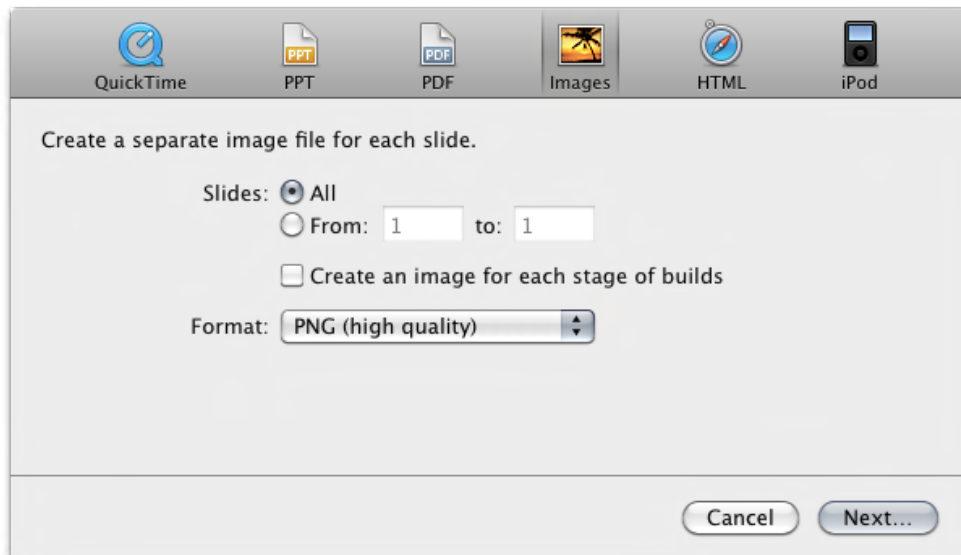 QuickTime PPT PDF Images HTML iPod
PPT PDF
Create a separate image file for each slide.
Slides: All
From: 1 to: 1
Create an image for each stage of builds
Format: PNG (high quality)
Cancel Next...